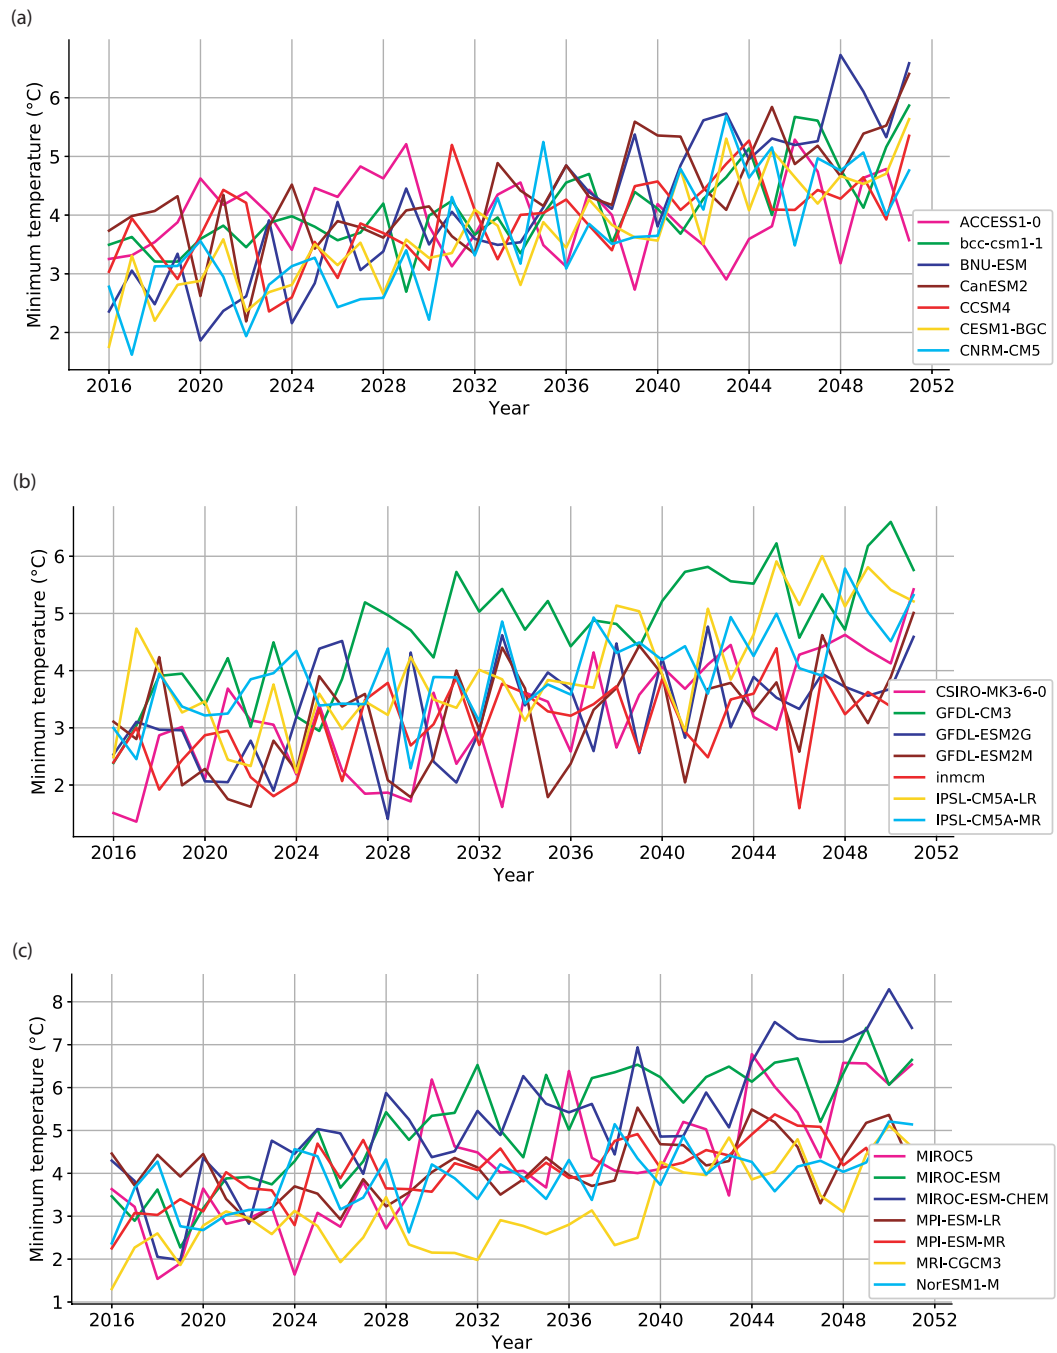 (a)
Minimum temperature (°C)
6
5
4
3
2
2016 2020 2024 2028 2032 2036 2040 2044 2048 2052
Year
ACCESS1-0
bcc-csm1-1
BNU-ESM
CanESM2
CCSM4
CESM1-BGC
CNRM-CM5
(b)
Minimum temperature (°C)
6
5
4
3
2
2016 2020 2024 2028 2032 2036 2040 2044 2048 2052
Year
CSIRO-MK3-6-0
GFDL-CM3
GFDL-ESM2G
GFDL-ESM2M
inmcm
IPSL-CM5A-LR
IPSL-CM5A-MR
(c)
Minimum temperature (°C)
8
7
6
5
4
3
2
1
2016 2020 2024 2028 2032 2036 2040 2044 2048 2052
Year
MIROC5
MIROC-ESM
MIROC-ESM-CHEM
MPI-ESM-LR
MPI-ESM-MR
MRI-CGCM3
NorESM1-M